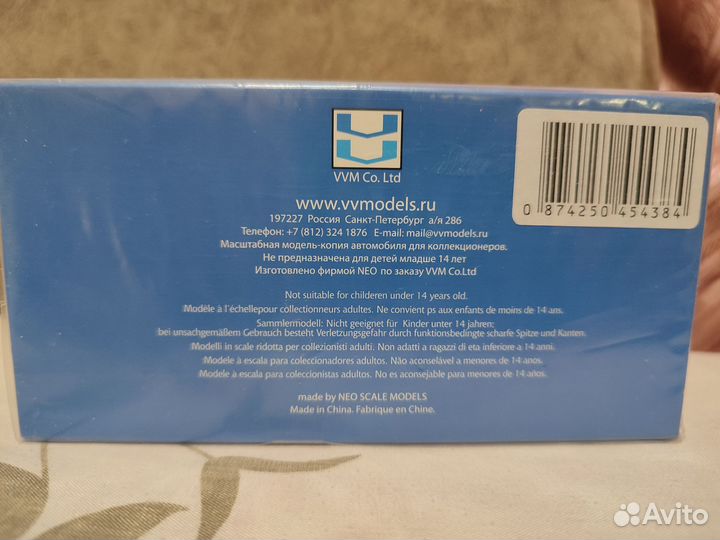 VVM Co. Ltd
www.vvmodels.ru
197227 Россия Санкт-Петербург а/я 286
Телефон: +7 (812) 324 1876 E-mail: mail@vvmodels.ru
Масштабная модель-копия автомобиля для коллекционеров.
Не предназначена для детей младше 14 лет
Изготовлено фирмой NEO по заказу VVM Co.Ltd
0 874250 454384
Not suitable for childeren under 14 years old.
Modèle à l'échellepour collectionneurs adultes. Ne convient ps aux enfants de moins de 14 ans.
Sammlermodell: Nicht geeignet für Kinder unter 14 jahren;
bei unsachgemäßem Gebrauch besteht Verletzungsgefahr durch funktionsbedingte scharfe Spitze und Kanten.
Modelli in scale ridotta per collezionisti adulti. Non adatti a ragazzi di eta inferiore a 14 anni.
Modele à escala para coleccionadores adultos. Não aconselável a menores de 14 anos.
Modele à escala para coleccionistas adultos. No es aconsejable para menores de 14 años.
made by NEO SCALE MODELS
Made in China. Fabrique en Chine.
Avito